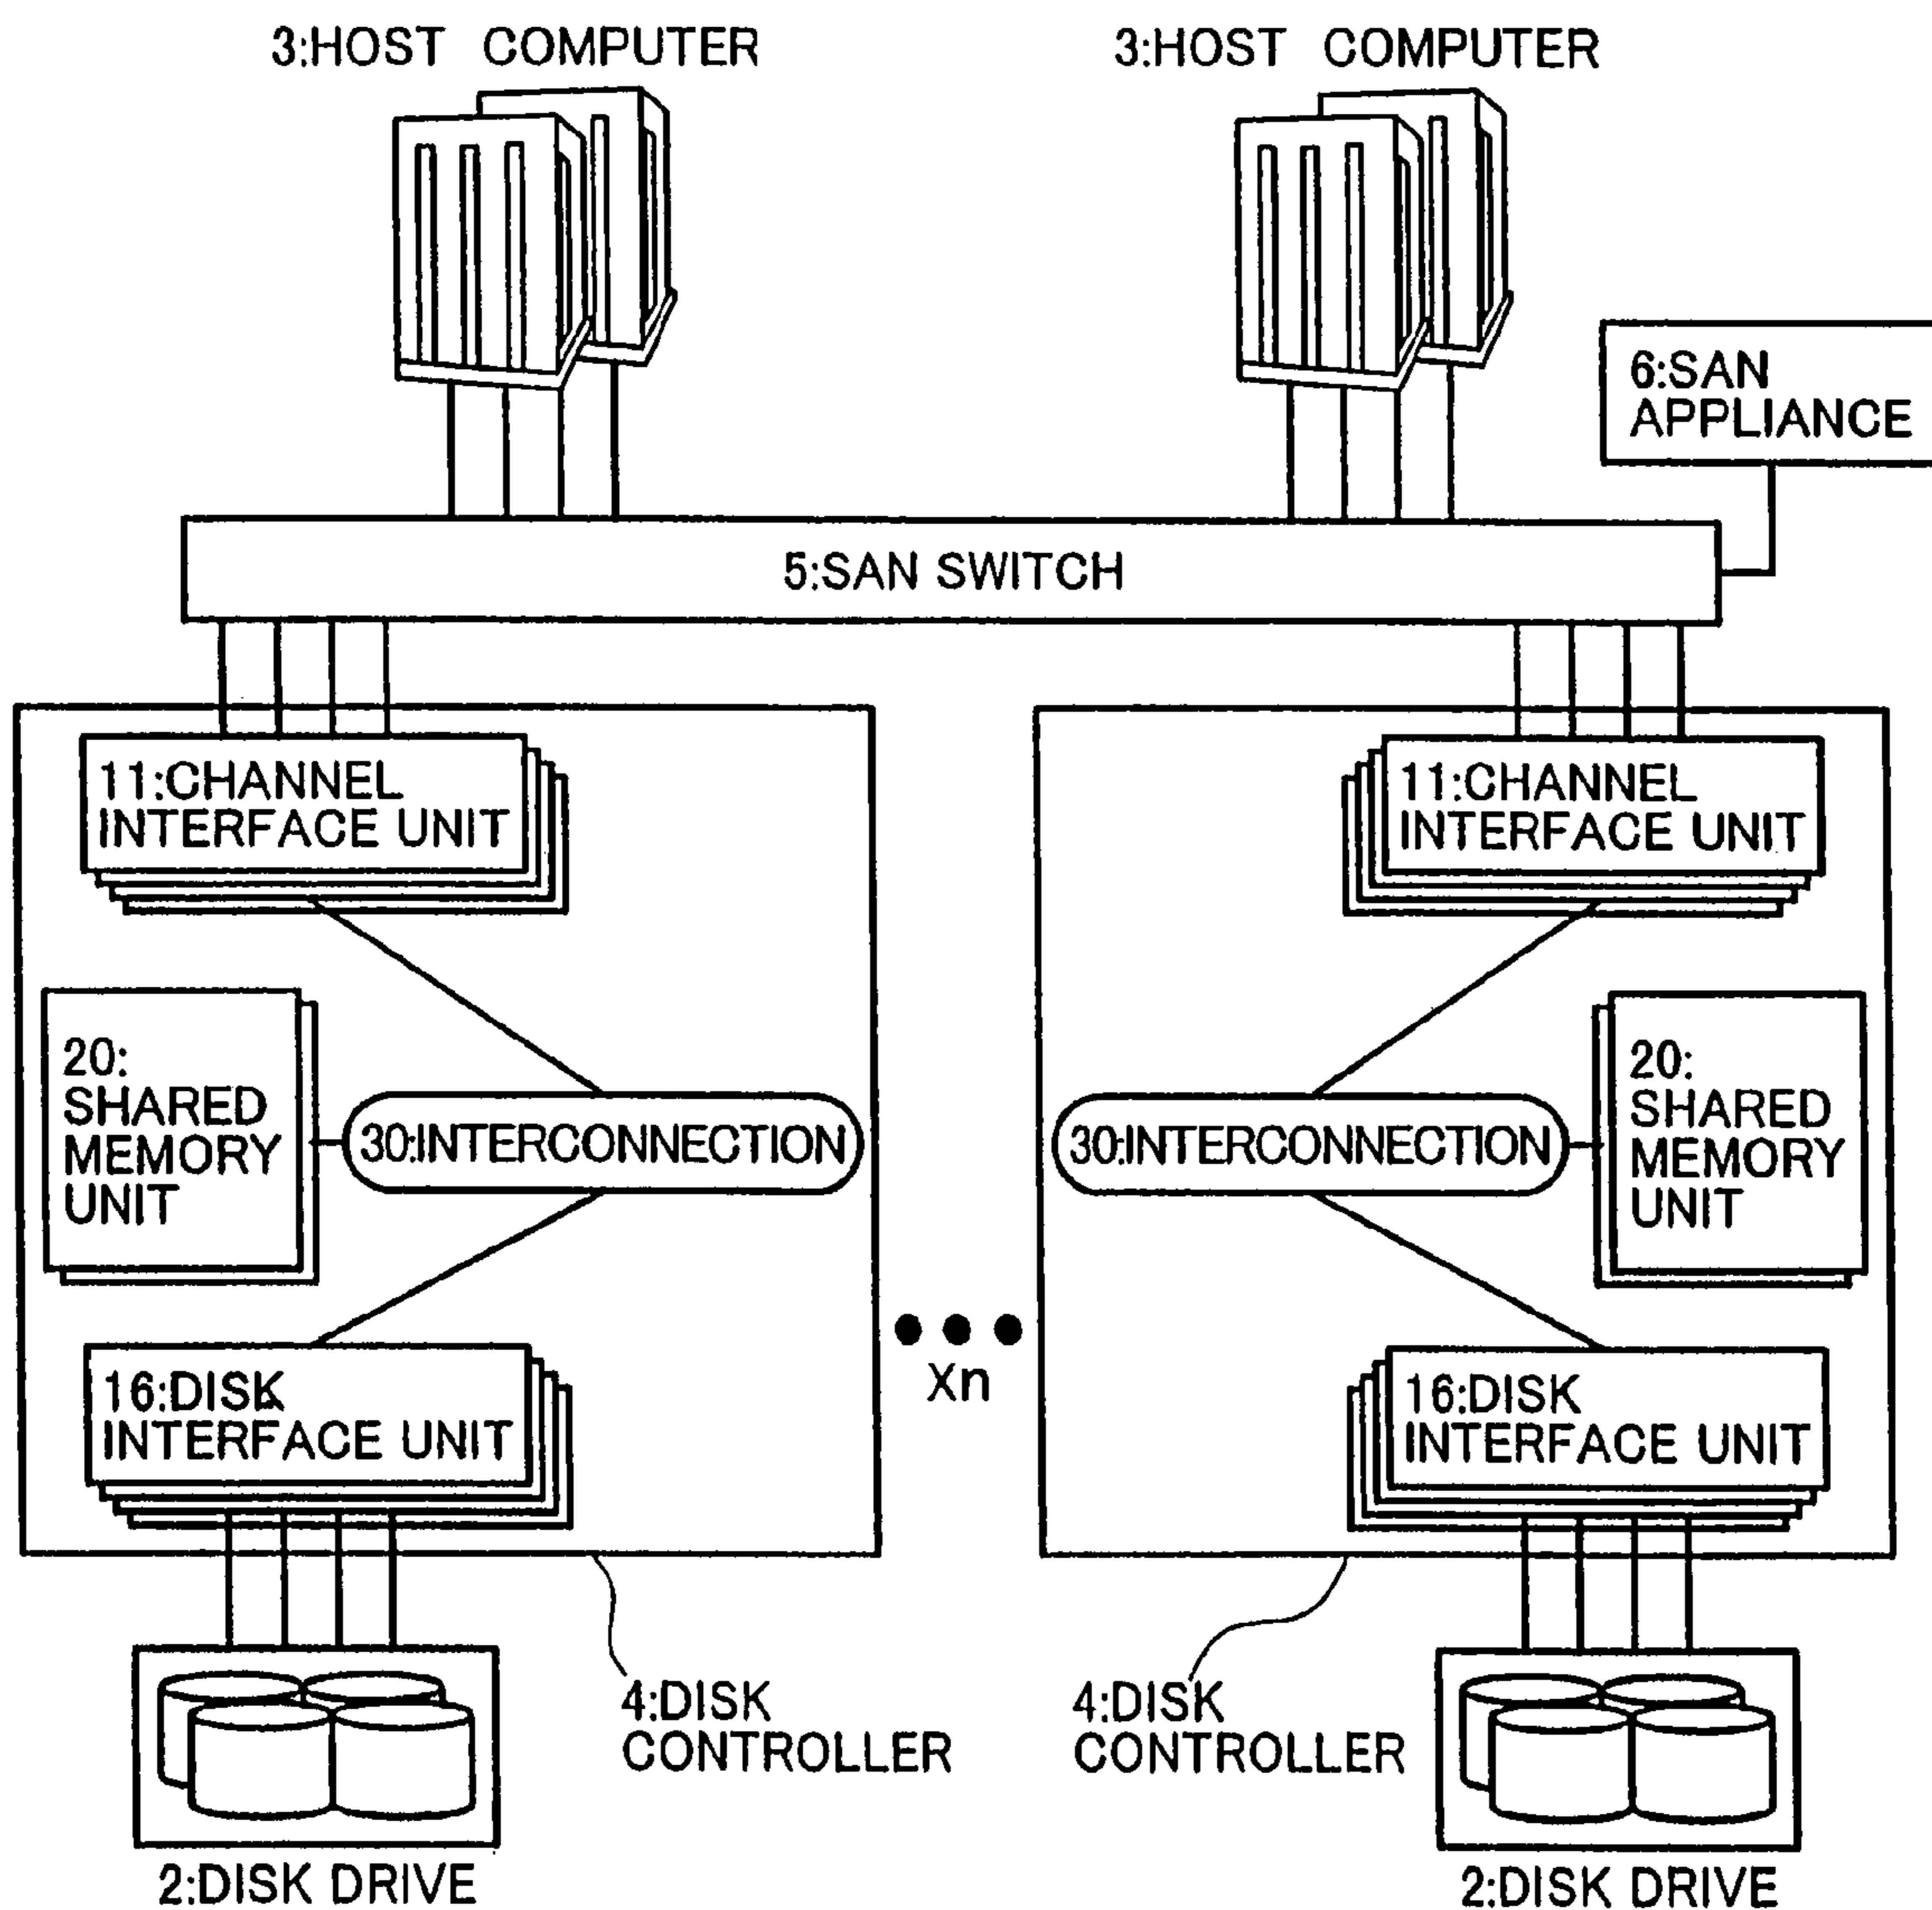 3:HOST COMPUTER
3:HOST COMPUTER
6:SAN
APPLIANCE
5:SAN SWITCH
11:CHANNEL
INTERFACE UNIT
11:CHANNEL
INTERFACE UNIT
20:
SHARED
MEMORY
UNIT
30:INTERCONNECTION
30:INTERCONNECTION
20:
SHARED
MEMORY
UNIT
Xn
16:DISK
INTERFACE UNIT
16:DISK
INTERFACE UNIT
4:DISK
CONTROLLER
4:DISK
CONTROLLER
2:DISK DRIVE
2:DISK DRIVE